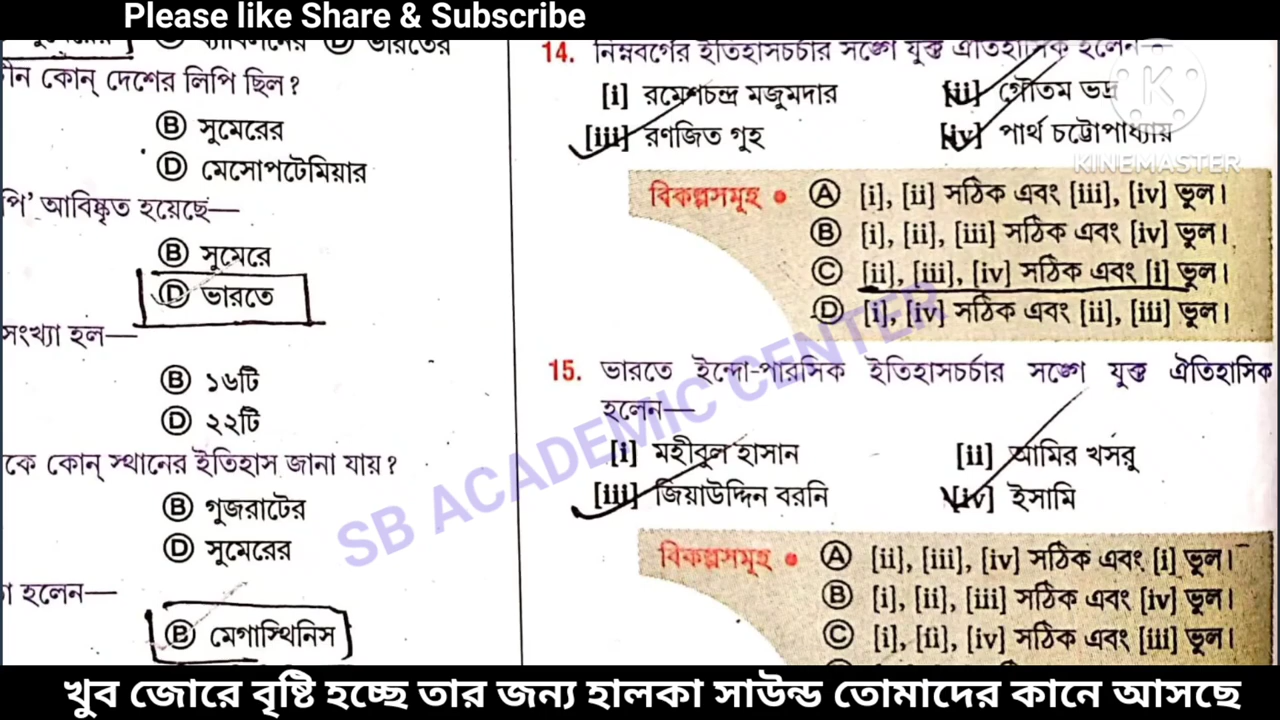 Please like Share & Subscribe
ভারতের
কোন্ দেশের লিপি ছিল?
Ⓑ সুমেরের
Ⓓ মেসোপটেমিয়ার
আবিষ্কৃত হয়েছে—
Ⓑ সুমেরে
Ⓓ ভারতে
সংখ্যা হল—
Ⓑ ১৬টি
Ⓓ ২২টি
কে কোন্ স্থানের ইতিহাস জানা যায়?
Ⓑ গুজরাটের
Ⓓ সুমেরের
হলেন—
Ⓑ মেগাস্থিনিস
14. নিম্নবর্গের ইতিহাসচর্চার সঙ্গে যুক্ত ঐতিহাসিক হলেন—
[i] রমেশচন্দ্র মজুমদার [ii] গৌতম ভদ্র
[iii] রণজিত গুহ [iv] পার্থ চট্টোপাধ্যায়
বিকল্পসমূহ • Ⓐ [i], [ii] সঠিক এবং [iii], [iv] ভুল।
Ⓑ [i], [ii], [iii] সঠিক এবং [iv] ভুল।
Ⓒ [ii], [iii], [iv] সঠিক এবং [i] ভুল।
Ⓓ [i], [iv] সঠিক এবং [ii], [iii] ভুল।
15. ভারতে ইন্দো-পারসিক ইতিহাসচর্চার সঙ্গে যুক্ত ঐতিহাসিক
হলেন—
[i] মহীবুল হাসান [ii] আমির খসরু
[iii] জিয়াউদ্দিন বরনি [iv] ইসামি
বিকল্পসমূহ • Ⓐ [ii], [iii], [iv] সঠিক এবং [i] ভুল।
Ⓑ [i], [ii], [iii] সঠিক এবং [iv] ভুল।
Ⓒ [i], [ii], [iv] সঠিক এবং [iii] ভুল।
K
KINEMASTER
SB ACADEMIC CENTER
খুব জোরে বৃষ্টি হচ্ছে তার জন্য হালকা সাউন্ড তোমাদের কানে আসছে